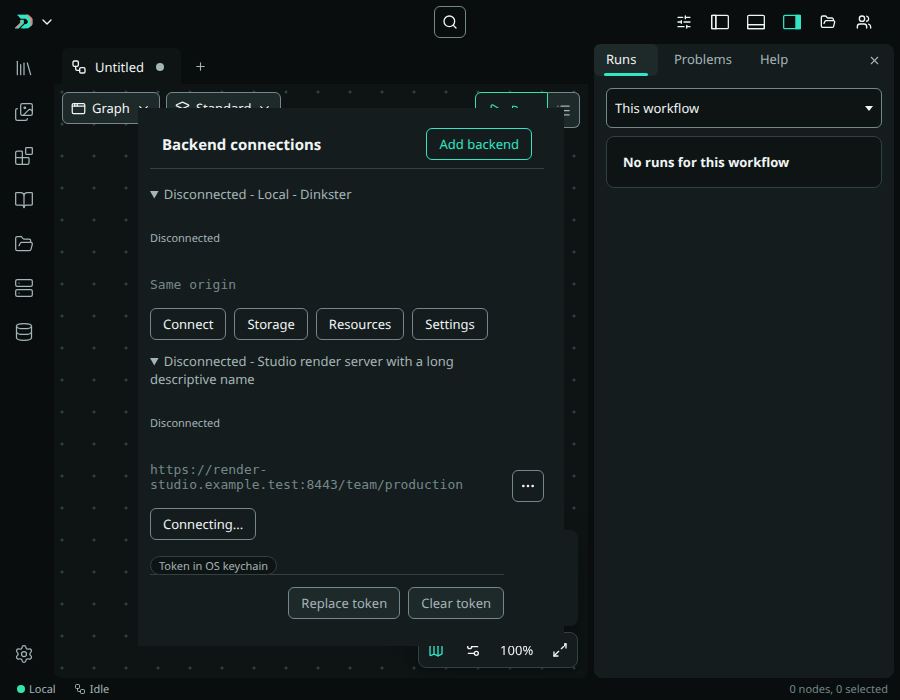 Untitled
Runs
Problems
Help
Graph
Standard
This workflow
Backend connections
Add backend
No runs for this workflow
Disconnected - Local - Dinkster
Disconnected
Same origin
Connect
Storage
Resources
Settings
Disconnected - Studio render server with a long
descriptive name
Disconnected
https://render-
studio.example.test:8443/team/production
Connecting...
Token in OS keychain
Replace token
Clear token
100%
Local
Idle
0 nodes, 0 selected